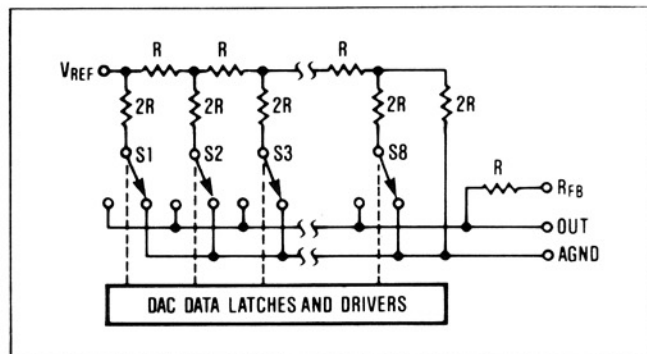 R R R
VREF
2R 2R 2R 2R 2R
S1 S2 S3 S8
R RFB
OUT
AGND
DAC DATA LATCHES AND DRIVERS